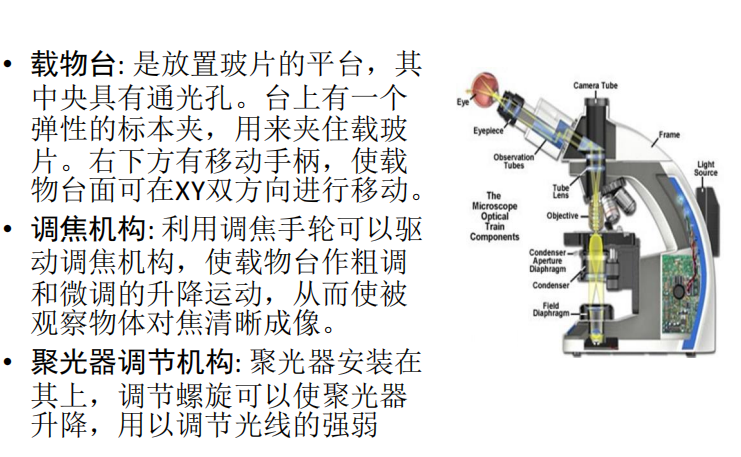 • 载物台: 是放置玻片的平台，其
中央具有通光孔。台上有一个
弹性的标本夹，用来夹住载玻
片。右下方有移动手柄，使载
物台面可在XY双方向进行移动。
• 调焦机构: 利用调焦手轮可以驱
动调焦机构，使载物台作粗调
和微调的升降运动，从而使被
观察物体对焦清晰成像。
• 聚光器调节机构: 聚光器安装在
其上，调节螺旋可以使聚光器
升降，用以调节光线的强弱
Camera Tube
Eye
Eyepiece
Frame
Observation
Tubes
Light
Source
Tube
Lens
The
Microscope
Optical
Train
Components
Objective
Condenser
Aperture
Diaphragm
Condenser
Field
Diaphragm